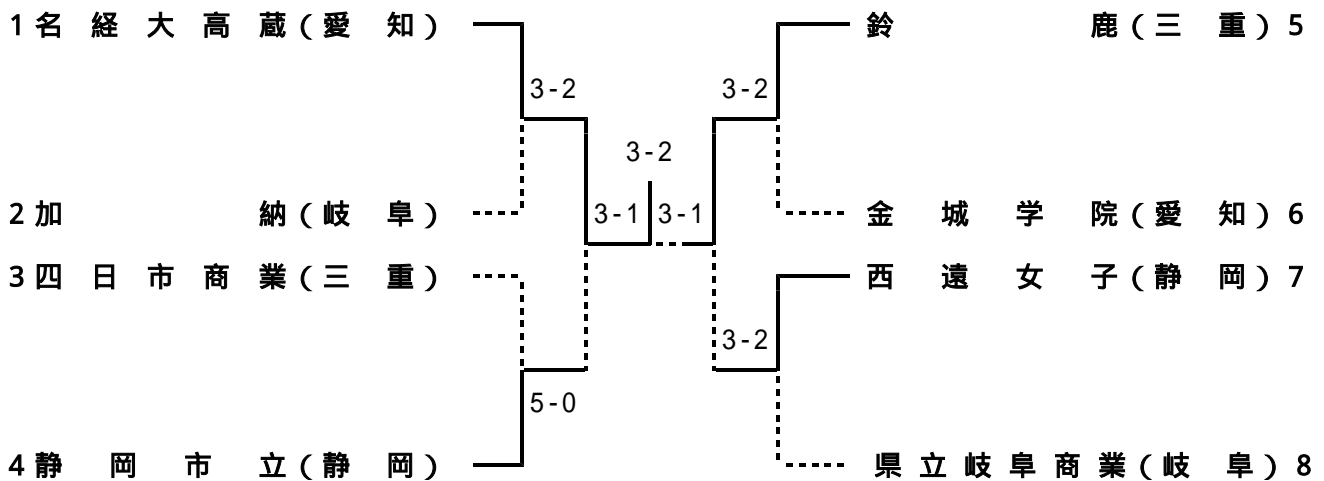 1 名経大高蔵(愛知)
鈴鹿(三重) 5
3-2
3-2
3-2
2 加納(岐阜)
3-1
3-1
金城学院(愛知) 6
3 四日市商業(三重)
西遠女子(静岡) 7
3-2
5-0
4 静岡市立(静岡)
県立岐阜商業(岐阜) 8